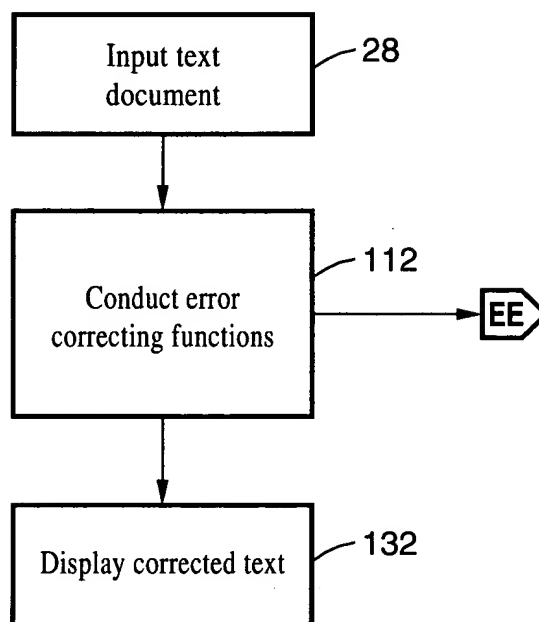 Input text
document
28
Conduct error
correcting functions
112
EE
Display corrected text
132